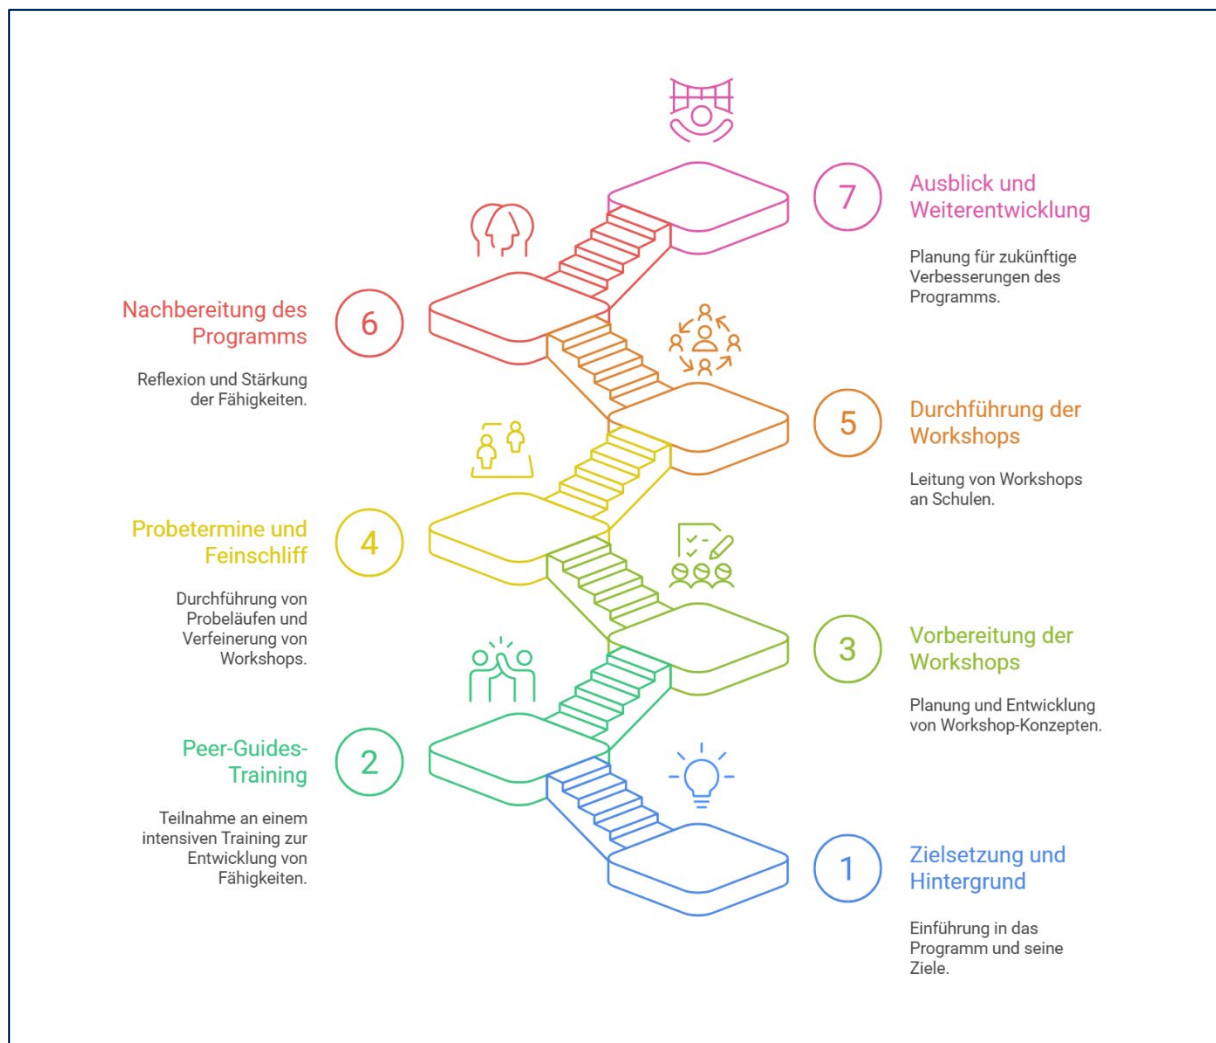 7
Ausblick und
Weiterentwicklung
Planung für zukünftige
Verbesserungen des
Programms.
Nachbereitung des
Programms
6
Reflexion und Stärkung
der Fähigkeiten.
5
Durchführung der
Workshops
Leitung von Workshops
an Schulen.
Probetermine und
Feinschliff
4
Durchführung von
Probeläufen und
Verfeinerung von
Workshops.
3
Vorbereitung der
Workshops
Planung und Entwicklung
von Workshop-Konzepten.
Peer-Guides-
Training
2
Teilnahme an einem
intensiven Training zur
Entwicklung von
Fähigkeiten.
1
Zielsetzung und
Hintergrund
Einführung in das
Programm und seine
Ziele.